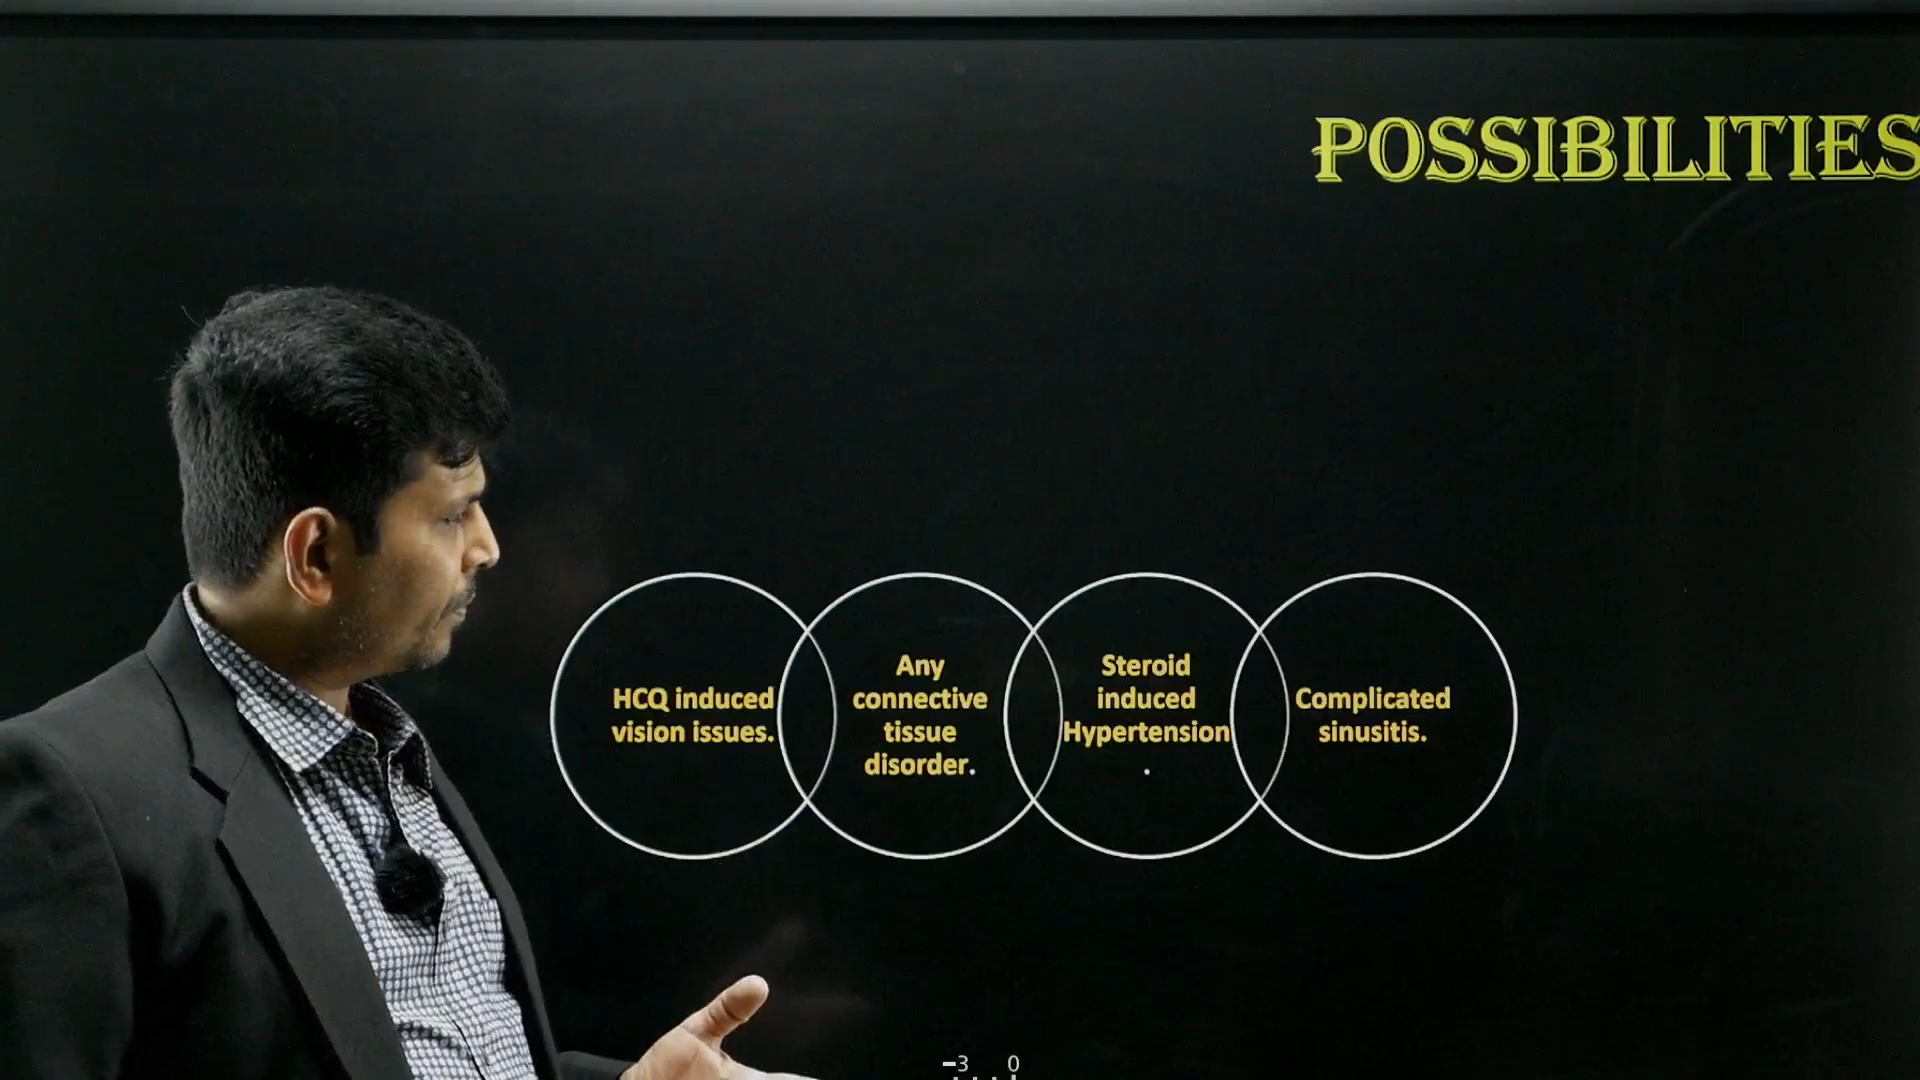 POSSIBILITIES
HCQ induced
vision issues.
Any
connective
tissue
disorder.
Steroid
induced
Hypertension
.
Complicated
sinusitis.
-3 0